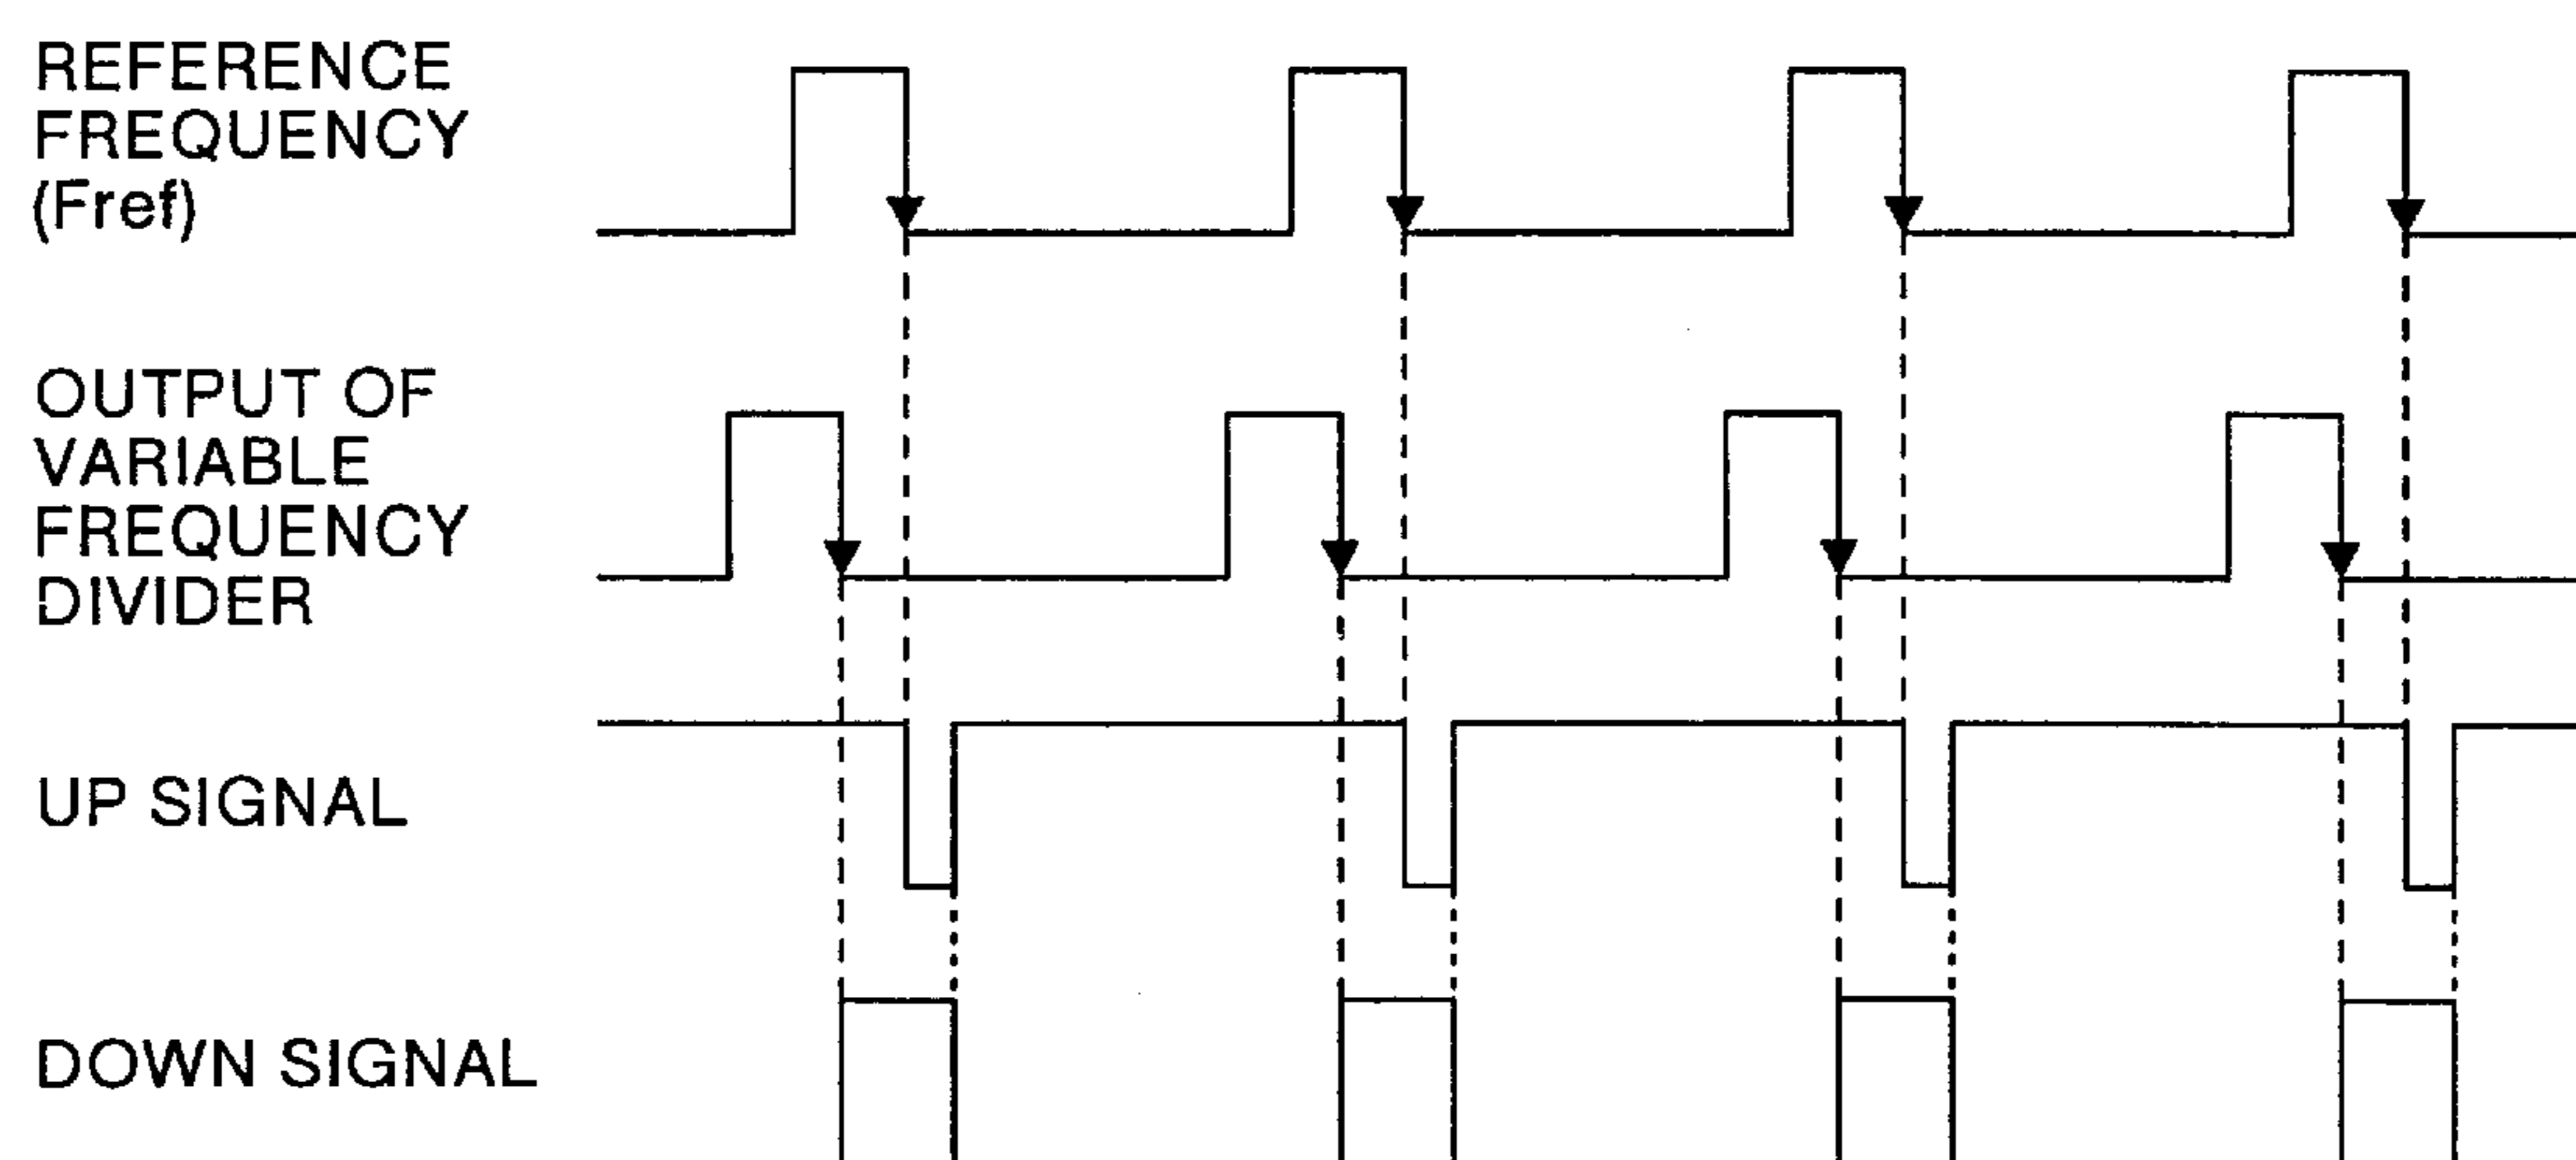 REFERENCE
FREQUENCY
(Fref)
OUTPUT OF
VARIABLE
FREQUENCY
DIVIDER
UP SIGNAL
DOWN SIGNAL